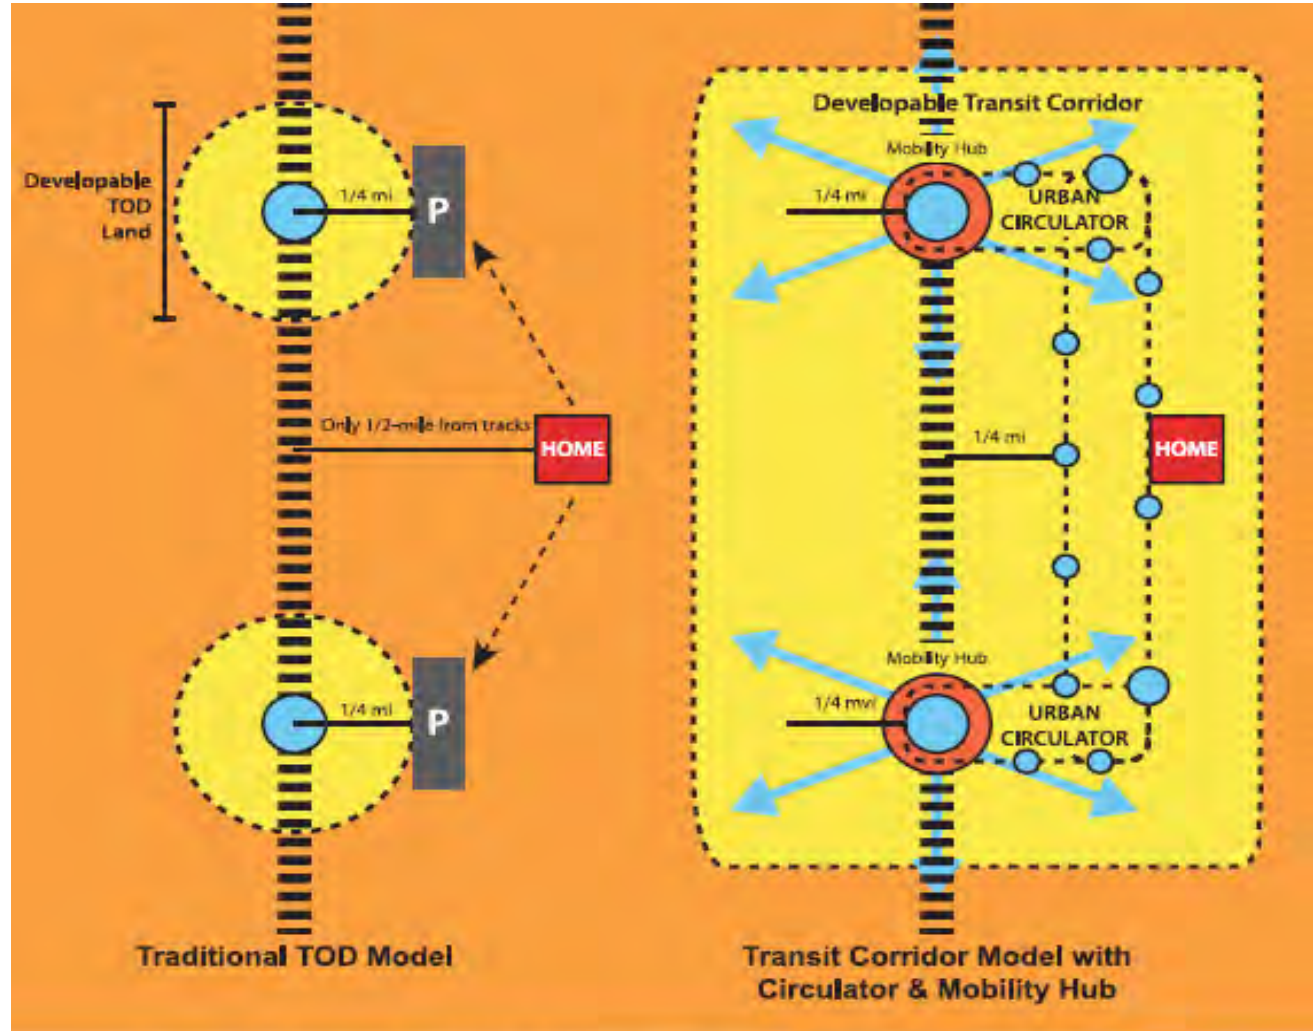 Developable
TOD
Land
1/4 mi
P
Only 1/2-mile from tracks
HOME
1/4 mi
P
Traditional TOD Model
Developable Transit Corridor
Mobility Hub
1/4 mi
URBAN
CIRCULATOR
1/4 mi
HOME
Mobility Hub
1/4 mvi
URBAN
CIRCULATOR
Transit Corridor Model with
Circulator & Mobility Hub